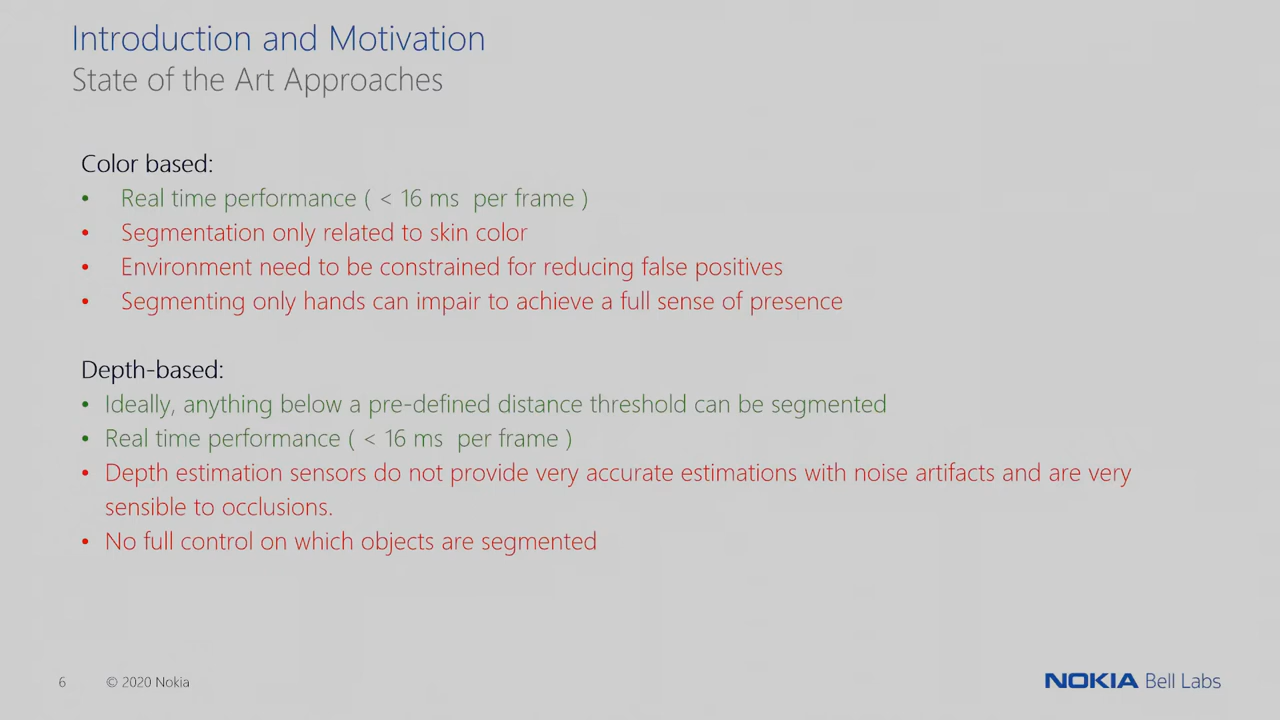 Introduction and Motivation
State of the Art Approaches
Color based:
• Real time performance ( < 16 ms per frame )
• Segmentation only related to skin color
• Environment need to be constrained for reducing false positives
• Segmenting only hands can impair to achieve a full sense of presence
Depth-based:
• Ideally, anything below a pre-defined distance threshold can be segmented
• Real time performance ( < 16 ms per frame )
• Depth estimation sensors do not provide very accurate estimations with noise artifacts and are very
sensible to occlusions.
• No full control on which objects are segmented
6 © 2020 Nokia
NOKIA Bell Labs